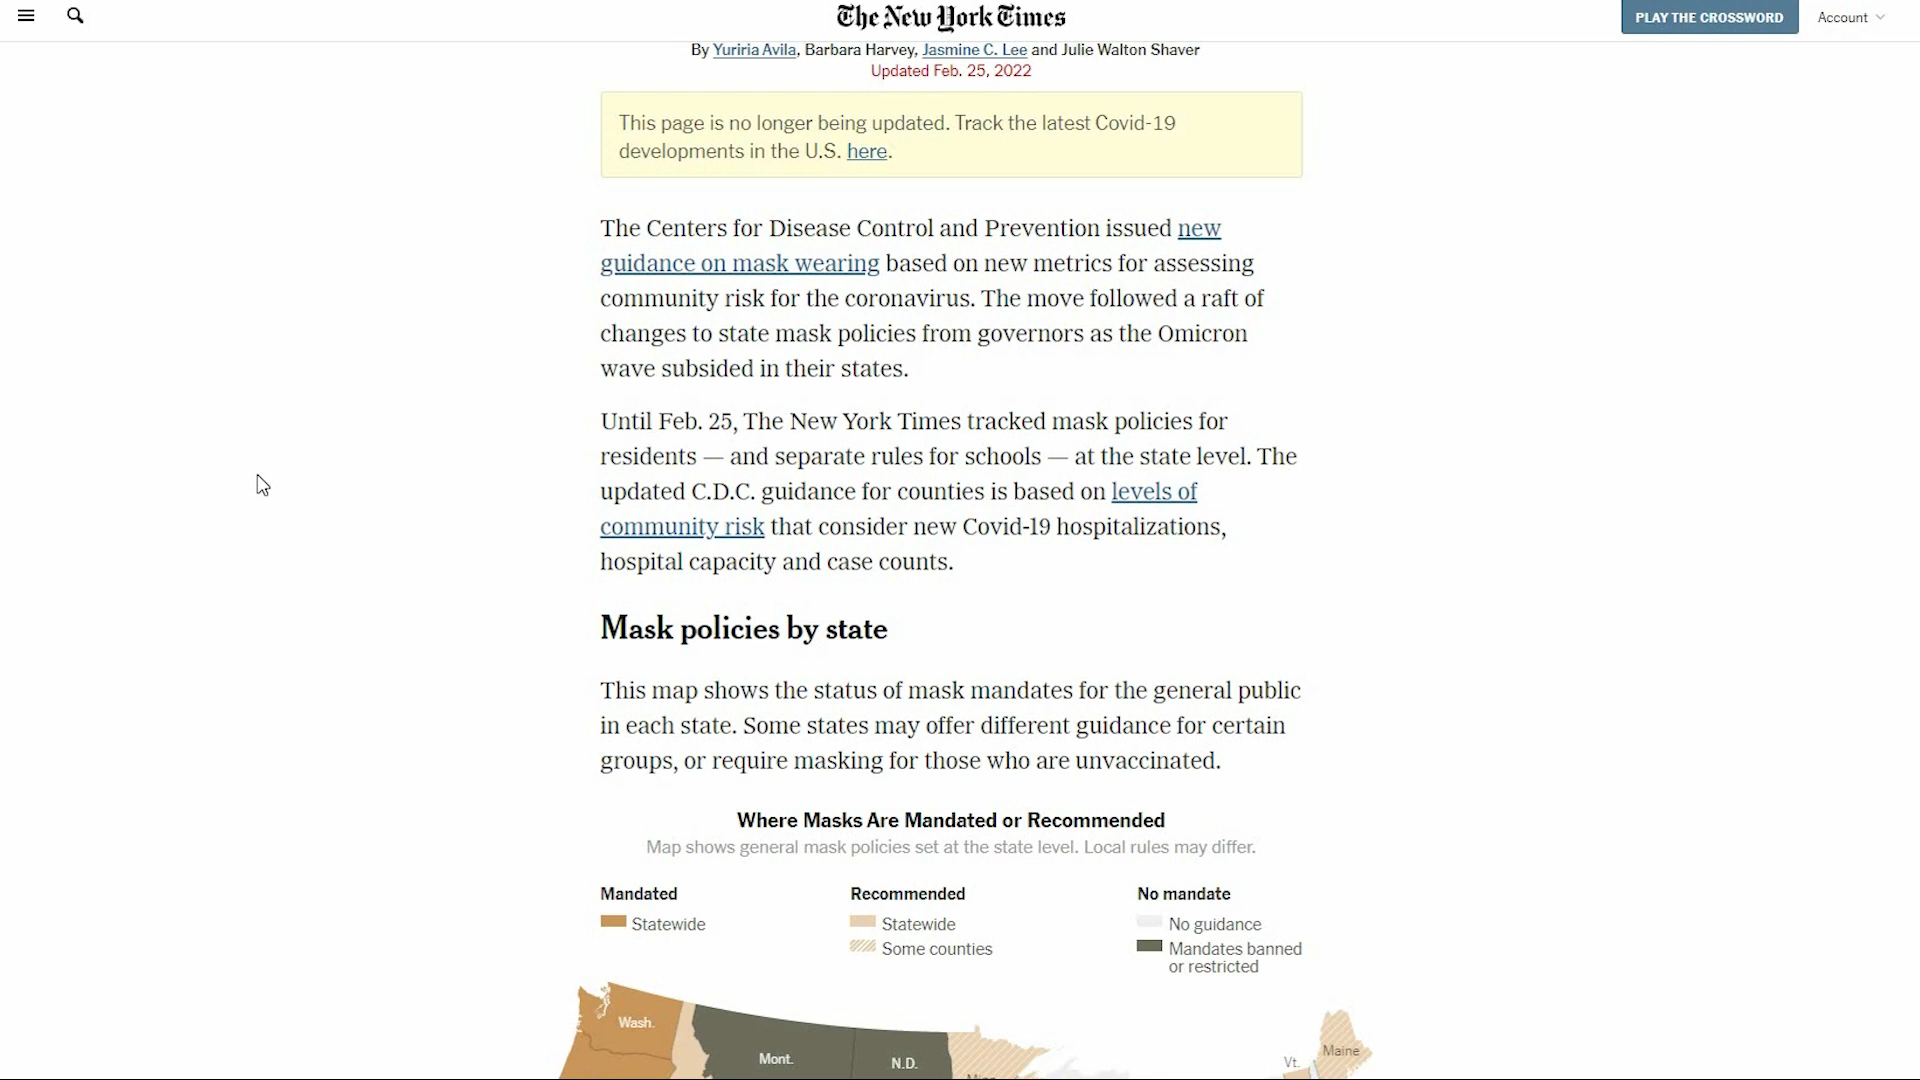 The New York Times
PLAY THE CROSSWORD
Account
By Yuriria Avila, Barbara Harvey, Jasmine C. Lee and Julie Walton Shaver
Updated Feb. 25, 2022
This page is no longer being updated. Track the latest Covid-19
developments in the U.S. here.
The Centers for Disease Control and Prevention issued new
guidance on mask wearing based on new metrics for assessing
community risk for the coronavirus. The move followed a raft of
changes to state mask policies from governors as the Omicron
wave subsided in their states.
Until Feb. 25, The New York Times tracked mask policies for
residents — and separate rules for schools — at the state level. The
updated C.D.C. guidance for counties is based on levels of
community risk that consider new Covid-19 hospitalizations,
hospital capacity and case counts.
Mask policies by state
This map shows the status of mask mandates for the general public
in each state. Some states may offer different guidance for certain
groups, or require masking for those who are unvaccinated.
Where Masks Are Mandated or Recommended
Map shows general mask policies set at the state level. Local rules may differ.
Mandated
Statewide
Recommended
Statewide
Some counties
No mandate
No guidance
Mandates banned
or restricted
Wash.
Mont.
N.D.
Vt.
Maine